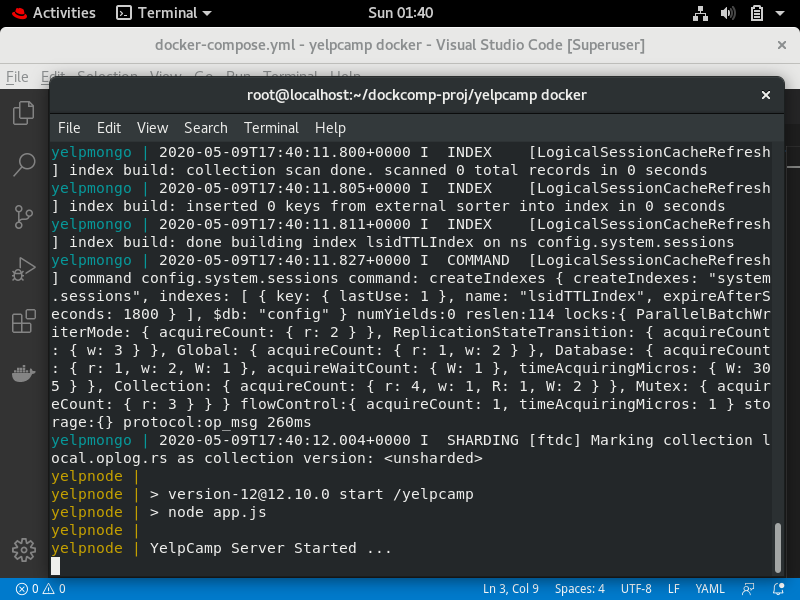 Activities Terminal Sun 01:40
docker-compose.yml - yelpcamp docker - Visual Studio Code [Superuser]
File Edit Selection View Go Run Terminal Help
root@localhost:~/dockcomp-proj/yelpcamp docker
File Edit View Search Terminal Help
yelpmongo | 2020-05-09T17:40:11.800+0000 I  INDEX    [LogicalSessionCacheRefresh
] index build: collection scan done. scanned 0 total records in 0 seconds
yelpmongo | 2020-05-09T17:40:11.805+0000 I  INDEX    [LogicalSessionCacheRefresh
] index build: inserted 0 keys from external sorter into index in 0 seconds
yelpmongo | 2020-05-09T17:40:11.811+0000 I  INDEX    [LogicalSessionCacheRefresh
] index build: done building index lsidTTLIndex on ns config.system.sessions
yelpmongo | 2020-05-09T17:40:11.827+0000 I  COMMAND  [LogicalSessionCacheRefresh
] command config.system.sessions command: createIndexes { createIndexes: "system
.sessions", indexes: [ { key: { lastUse: 1 }, name: "lsidTTLIndex", expireAfterS
econds: 1800 } ], $db: "config" } numYields:0 reslen:114 locks:{ ParallelBatchWr
iterMode: { acquireCount: { r: 2 } }, ReplicationStateTransition: { acquireCount
: { w: 3 } }, Global: { acquireCount: { r: 1, w: 2 } }, Database: { acquireCount
: { r: 1, w: 2, W: 1 }, acquireWaitCount: { W: 1 }, timeAcquiringMicros: { W: 30
5 } }, Collection: { acquireCount: { r: 4, w: 1, R: 1, W: 2 } }, Mutex: { acquir
eCount: { r: 3 } } } flowControl:{ acquireCount: 1, timeAcquiringMicros: 1 } sto
rage:{} protocol:op_msg 260ms
yelpmongo | 2020-05-09T17:40:12.004+0000 I  SHARDING [ftdc] Marking collection l
ocal.oplog.rs as collection version: <unsharded>
yelpnode |
yelpnode | > version-12@12.10.0 start /yelpcamp
yelpnode | > node app.js
yelpnode |
yelpnode | YelpCamp Server Started ...
0 0 Ln 3, Col 9 Spaces: 4 UTF-8 LF YAML